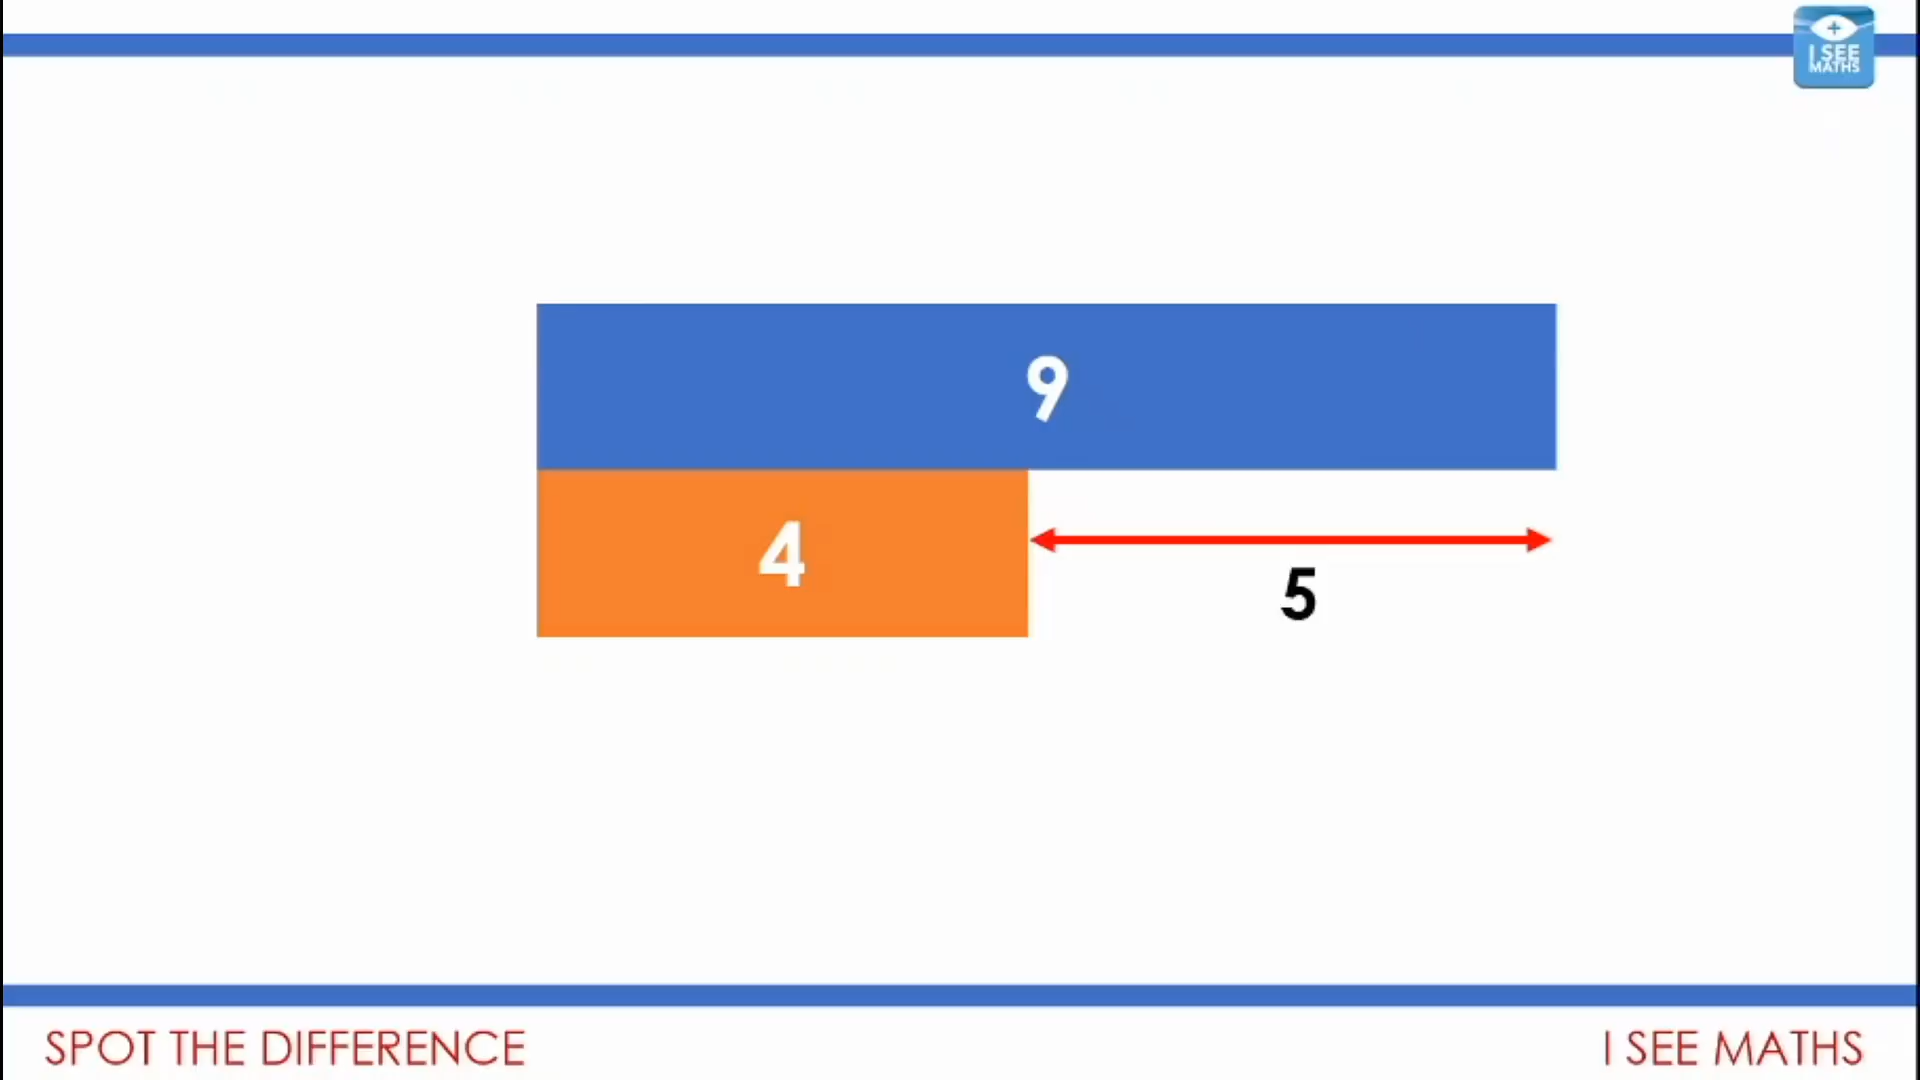 I SEE
MATHS
9
4
5
SPOT THE DIFFERENCE
I SEE MATHS